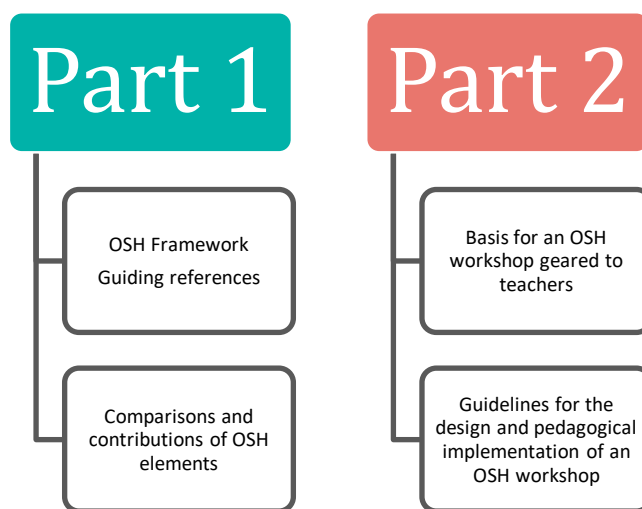 Part 1
OSH Framework
Guiding references
Comparisons and
contributions of OSH
elements
Part 2
Basis for an OSH
workshop geared to
teachers
Guidelines for the
design and pedagogical
implementation of an
OSH workshop